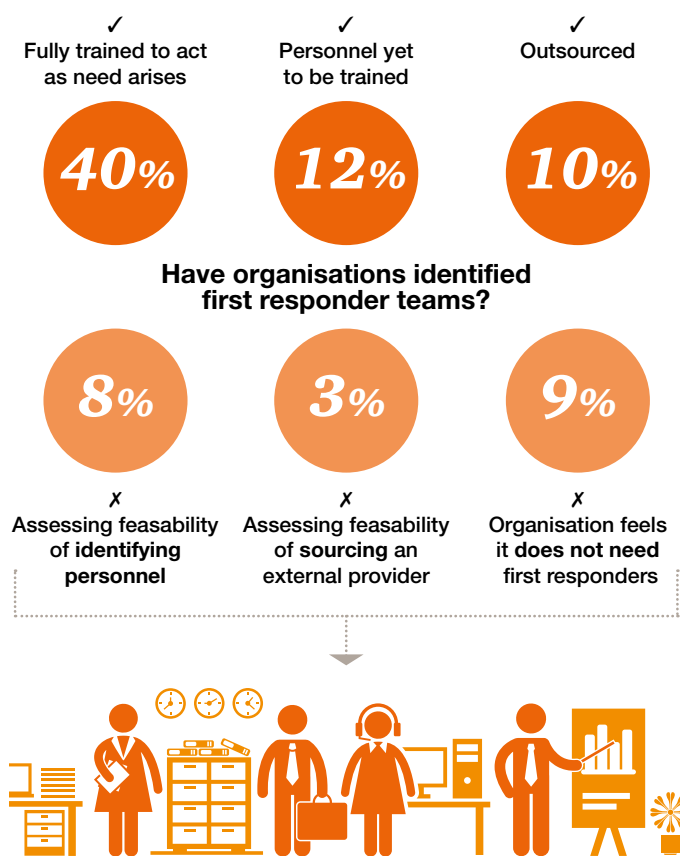 ✓ ✓ ✓
Fully trained to act
as need arises
Personnel yet
to be trained
Outsourced
40% 12% 10%
Have organisations identified
first responder teams?
8% 3% 9%
✗ ✗ ✗
Assessing feasability
of identifying
personnel
Assessing feasability
of sourcing an
external provider
Organisation feels
it does not need
first responders